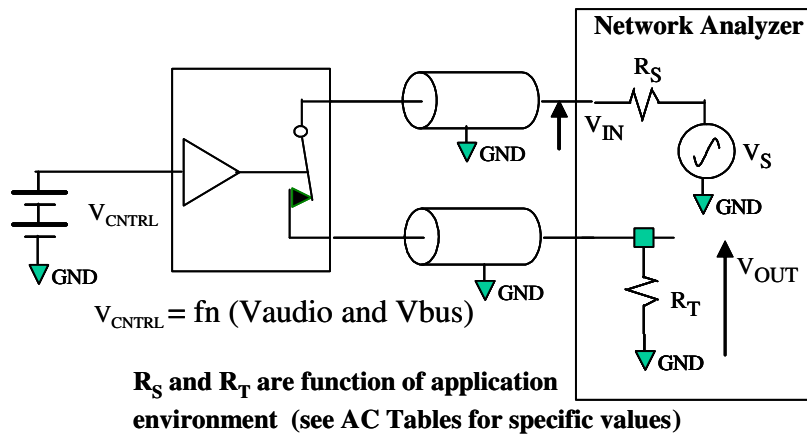 Network Analyzer
R_S
V_IN
V_S
GND
GND
V_CNTRL
GND
GND
V_OUT
R_T
GND
V_CNTRL = fn (Vaudio and Vbus)
R_S and R_T are function of application
environment (see AC Tables for specific values)